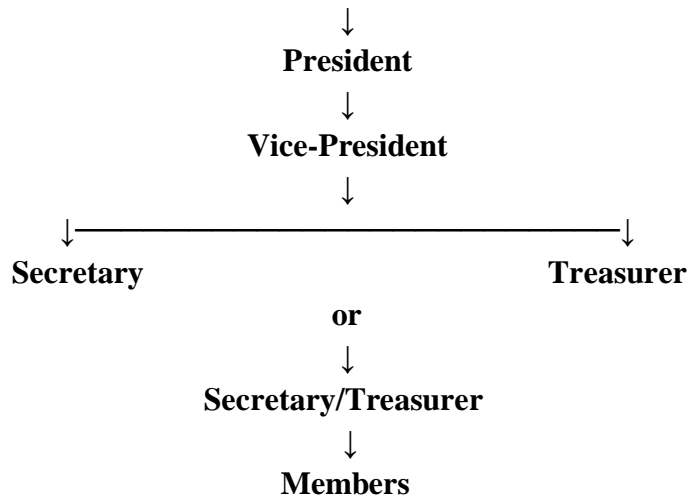 ↓
President
↓
Vice-President
↓
↓ ↓
Secretary Treasurer
or
↓
Secretary/Treasurer
↓
Members